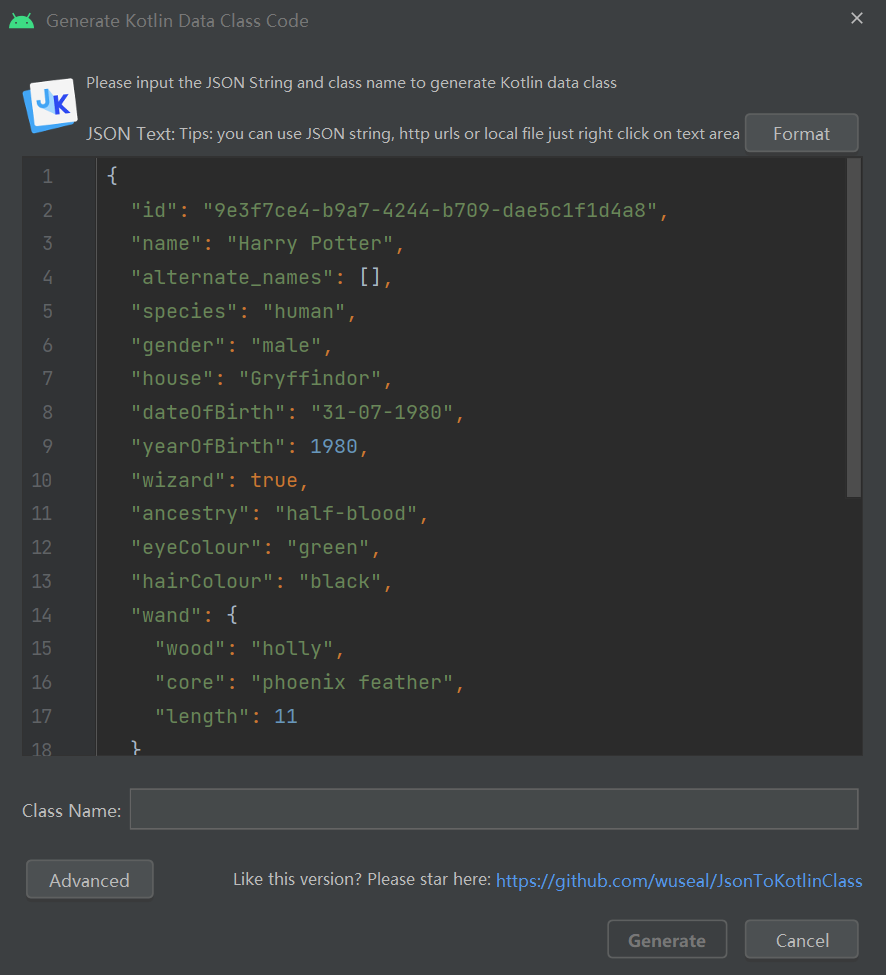 Generate Kotlin Data Class Code
Please input the JSON String and class name to generate Kotlin data class
JK
JSON Text: Tips: you can use JSON string, http urls or local file just right click on text area Format
1 {
2 "id": "9e3f7ce4-b9a7-4244-b709-dae5c1f1d4a8",
3 "name": "Harry Potter",
4 "alternate_names": [],
5 "species": "human",
6 "gender": "male",
7 "house": "Gryffindor",
8 "dateOfBirth": "31-07-1980",
9 "yearOfBirth": 1980,
10 "wizard": true,
11 "ancestry": "half-blood",
12 "eyeColour": "green",
13 "hairColour": "black",
14 "wand": {
15 "wood": "holly",
16 "core": "phoenix feather",
17 "length": 11
18 }
Class Name:
Advanced Like this version? Please star here: https://github.com/wuseal/JsonToKotlinClass
Generate Cancel